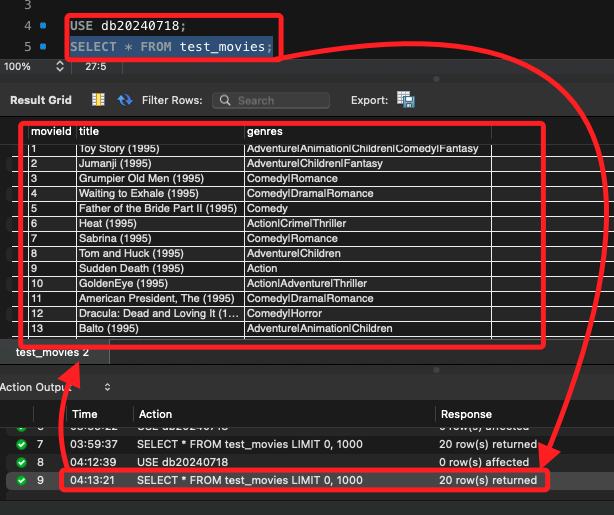 3
4 USE db20240718;
5 SELECT * FROM test_movies;
100% 27:5
Result Grid Filter Rows: Search Export:
movieId title genres
1 Toy Story (1995) Adventure|Animation|Children|Comedy|Fantasy
2 Jumanji (1995) Adventure|Children|Fantasy
3 Grumpier Old Men (1995) Comedy|Romance
4 Waiting to Exhale (1995) Comedy|Drama|Romance
5 Father of the Bride Part II (1995) Comedy
6 Heat (1995) Action|Crime|Thriller
7 Sabrina (1995) Comedy|Romance
8 Tom and Huck (1995) Adventure|Children
9 Sudden Death (1995) Action
10 GoldenEye (1995) Action|Adventure|Thriller
11 American President, The (1995) Comedy|Drama|Romance
12 Dracula: Dead and Loving It (1... Comedy|Horror
13 Balto (1995) Adventure|Animation|Children
test_movies 2
Action Output
Time Action Response
USE db20240718 0 row(s) affected
7 03:59:37 SELECT * FROM test_movies LIMIT 0, 1000 20 row(s) returned
8 04:12:39 USE db20240718 0 row(s) affected
9 04:13:21 SELECT * FROM test_movies LIMIT 0, 1000 20 row(s) returned